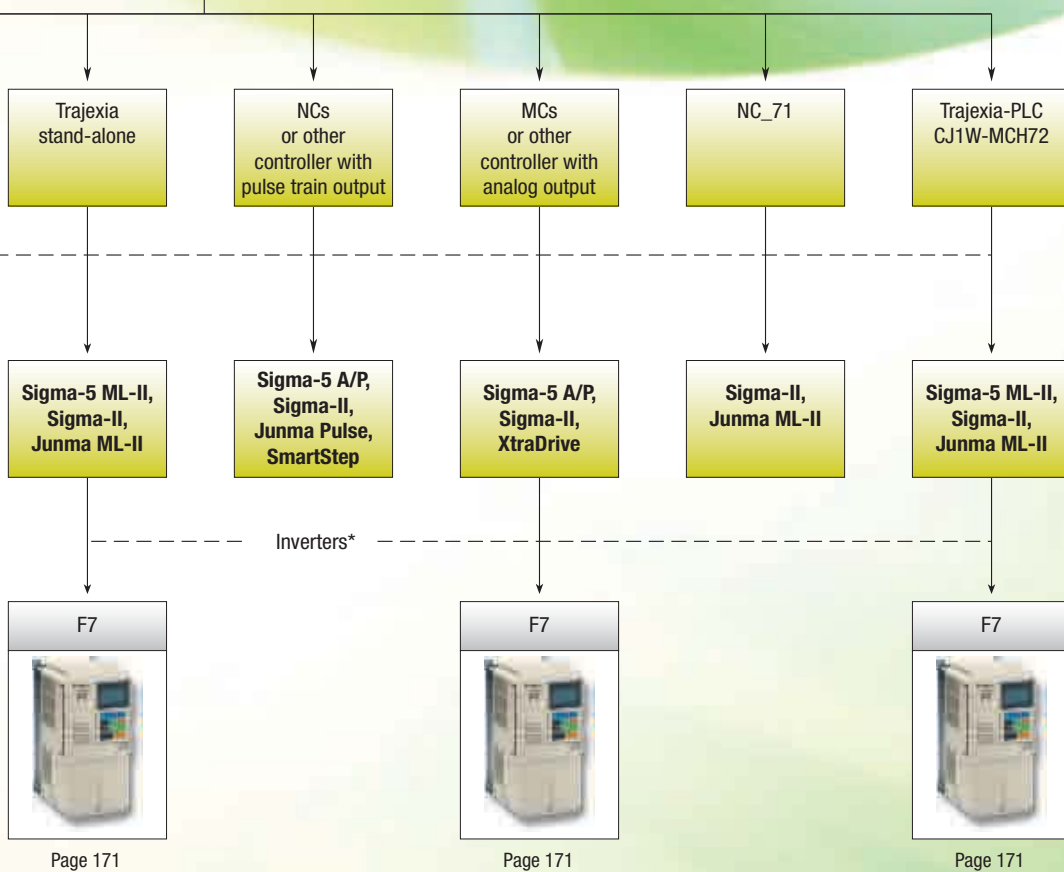 Trajexia
stand-alone
NCs
or other
controller with
pulse train output
MCs
or other
controller with
analog output
NC_71
Trajexia-PLC
CJ1W-MCH72
Sigma-5 ML-II,
Sigma-II,
Junma ML-II
Sigma-5 A/P,
Sigma-II,
Junma Pulse,
SmartStep
Sigma-5 A/P,
Sigma-II,
XtraDrive
Sigma-II,
Junma ML-II
Sigma-5 ML-II,
Sigma-II,
Junma ML-II
Inverters*
F7
F7
F7
Page 171
Page 171
Page 171